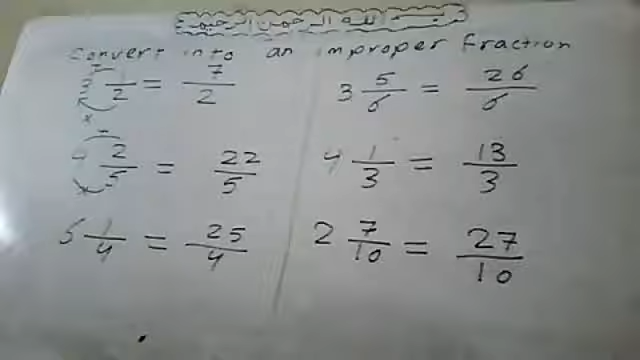 بسم الله الرحمن الرحيم
Convert into an improper fraction
3 1/2 = 7/2
3 5/6 = 26/6
4 2/5 = 22/5
4 1/3 = 13/3
5 1/4 = 25/4
2 7/10 = 27/10